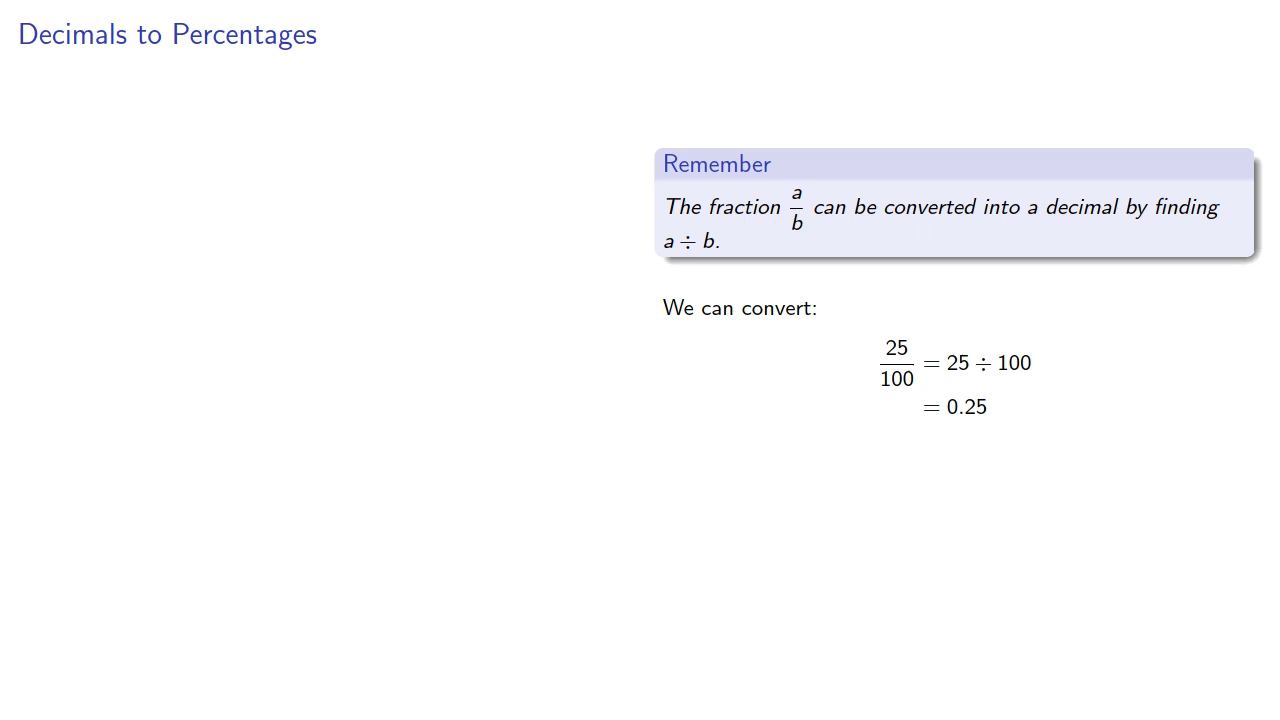 Decimals to Percentages
Remember
The fraction a/b can be converted into a decimal by finding
a ÷ b.
We can convert:
25/100 = 25 ÷ 100
= 0.25